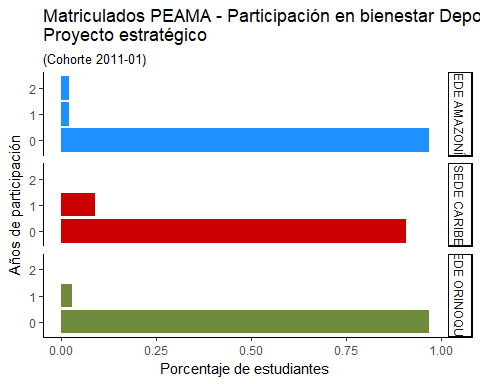 Matriculados PEAMA - Participación en bienestar Depo
Proyecto estratégico
(Cohorte 2011-01)
Años de participación
2
1
0
EDE AMAZONÍ
2
1
0
SEDE CARIBE
2
1
0
EDE ORINOQUÍ
0.00 0.25 0.50 0.75 1.00
Porcentaje de estudiantes